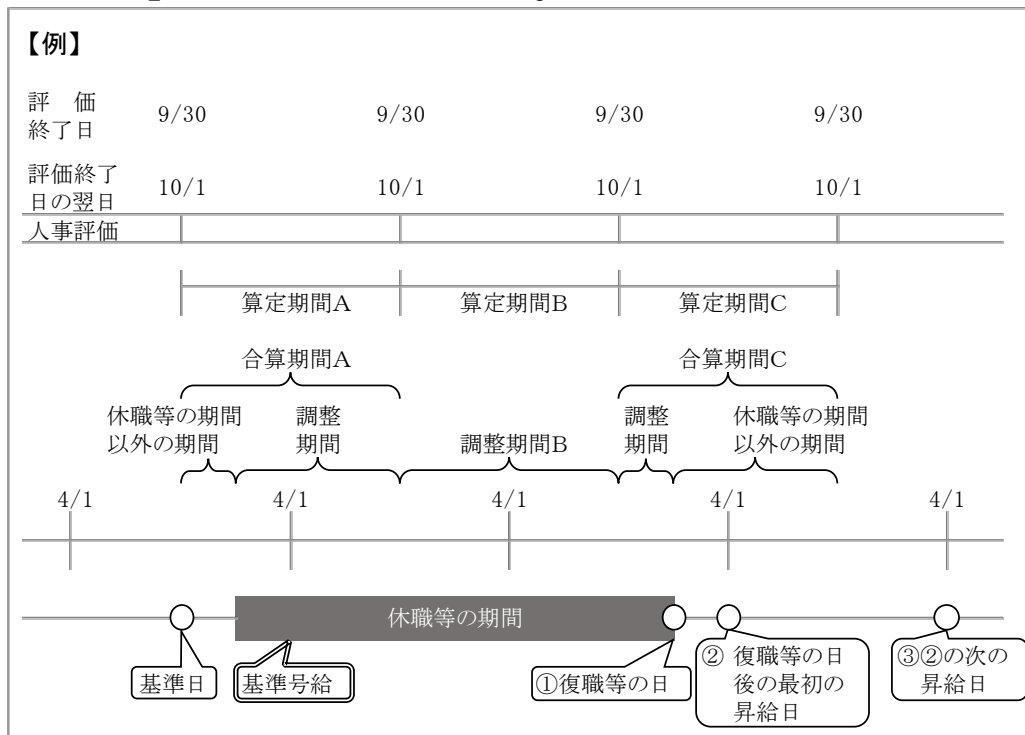 【例】
評　価
終了日
9/30 9/30 9/30 9/30
評価終了
日の翌日
10/1 10/1 10/1 10/1
人事評価
算定期間A 算定期間B 算定期間C
合算期間A 合算期間C
休職等の期間
以外の期間
調整
期間
調整期間B
調整
期間
休職等の期間
以外の期間
4/1 4/1 4/1 4/1 4/1
休職等の期間
基準日
基準号給
①復職等の日
② 復職等の日
後の最初の
昇給日
③②の次の
昇給日